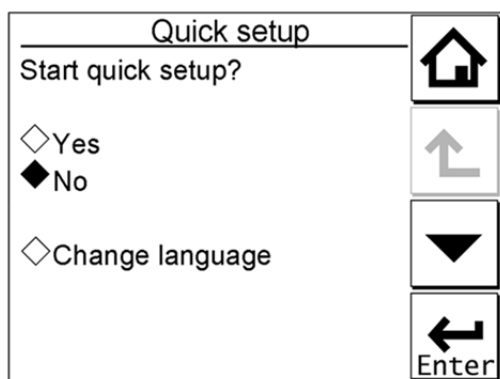 Quick setup
Start quick setup?
Yes
No
Change language
Enter